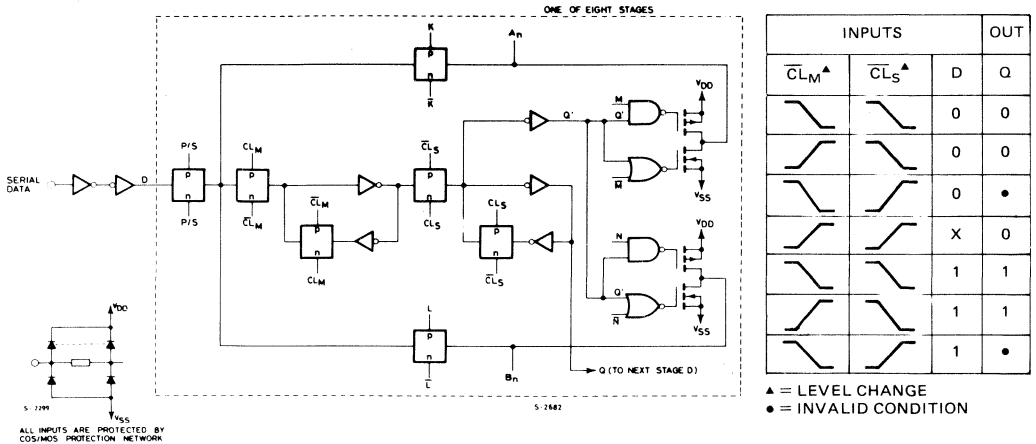 ONE OF EIGHT STAGES
K
An
p
n
K̅
VDD
M
Q'
Q'
M̅
VSS
P/S
CLM
C̅L̅S
SERIAL
DATA
D
p
n
p
n
p
n
P/S
C̅L̅M
C̅L̅M
CLS
CLS
p
n
p
n
CLM
C̅L̅S
VDD
N
Q'
N̅
VSS
L
p
n
L̅
Bn
Q (TO NEXT STAGE D)
S-2682
VDD
VSS
S-2299
ALL INPUTS ARE PROTECTED BY
COS/MOS PROTECTION NETWORK
INPUTS OUT
C̅L̅M▲ C̅L̅S▲ D Q
0 0
0 0
0 ●
X 0
1 1
1 1
1 ●
▲ = LEVEL CHANGE
● = INVALID CONDITION